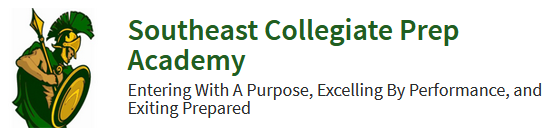 Southeast Collegiate Prep
Academy
Entering With A Purpose, Excelling By Performance, and
Exiting Prepared